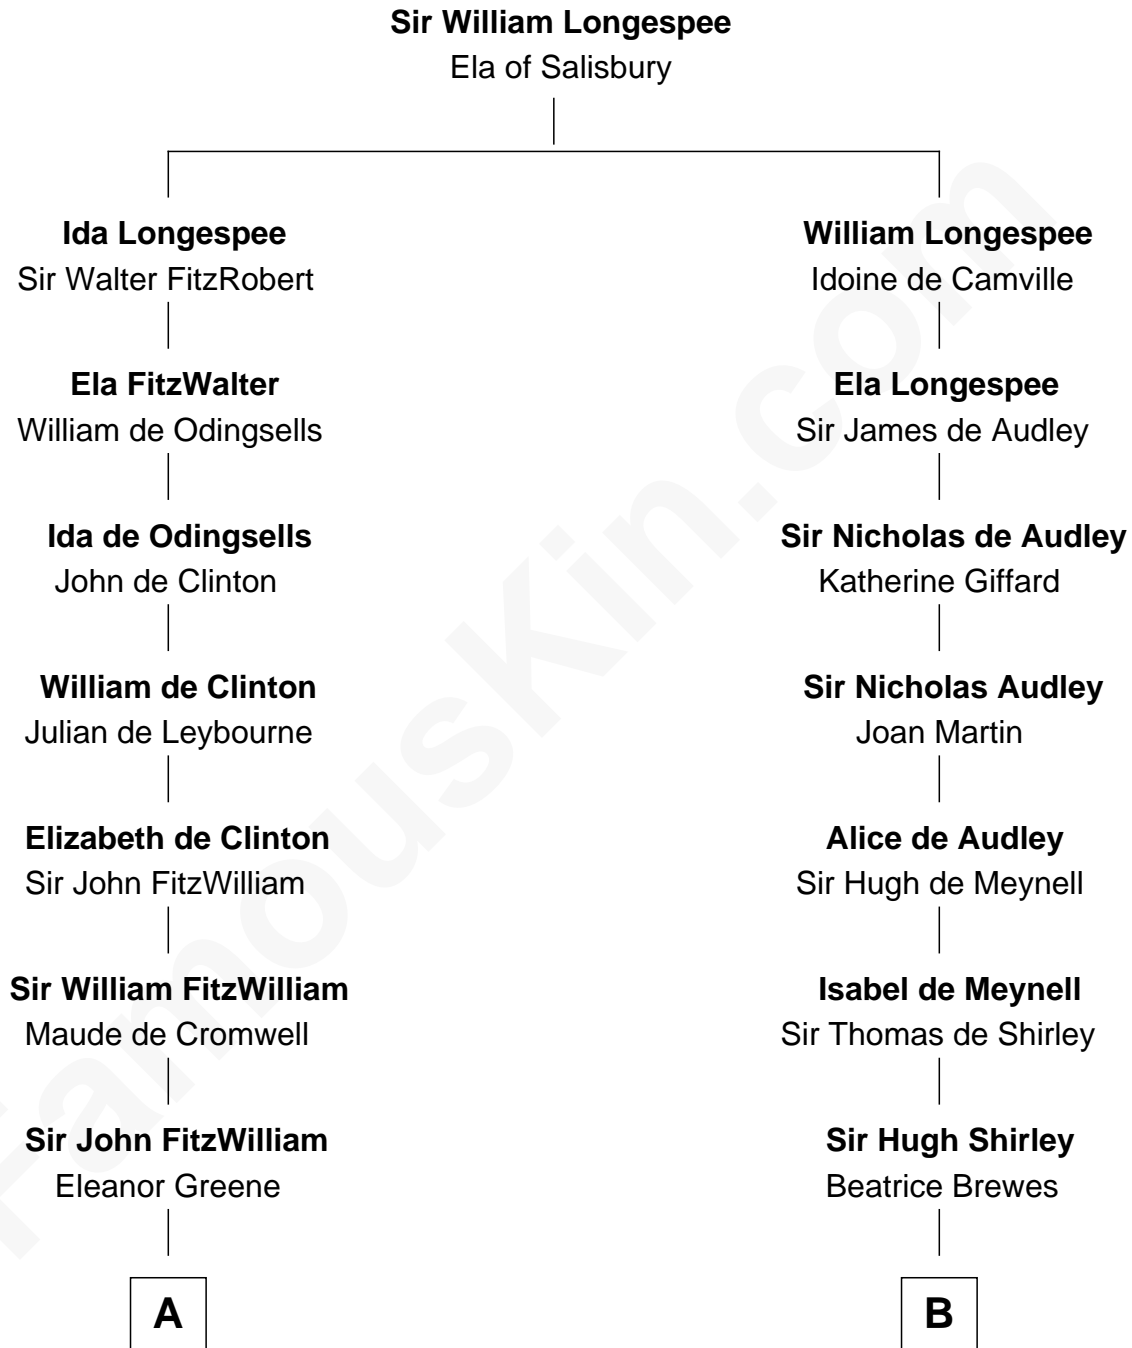 Sir William Longespee
Ela of Salisbury
Ida Longespee
Sir Walter FitzRobert
William Longespee
Idoine de Camville
Ela FitzWalter
William de Odingsells
Ela Longespee
Sir James de Audley
Ida de Odingsells
John de Clinton
Sir Nicholas de Audley
Katherine Giffard
William de Clinton
Julian de Leybourne
Sir Nicholas Audley
Joan Martin
Elizabeth de Clinton
Sir John FitzWilliam
Alice de Audley
Sir Hugh de Meynell
Sir William FitzWilliam
Maude de Cromwell
Isabel de Meynell
Sir Thomas de Shirley
Sir John FitzWilliam
Eleanor Greene
Sir Hugh Shirley
Beatrice Brewes
A
B
FamousKin.com